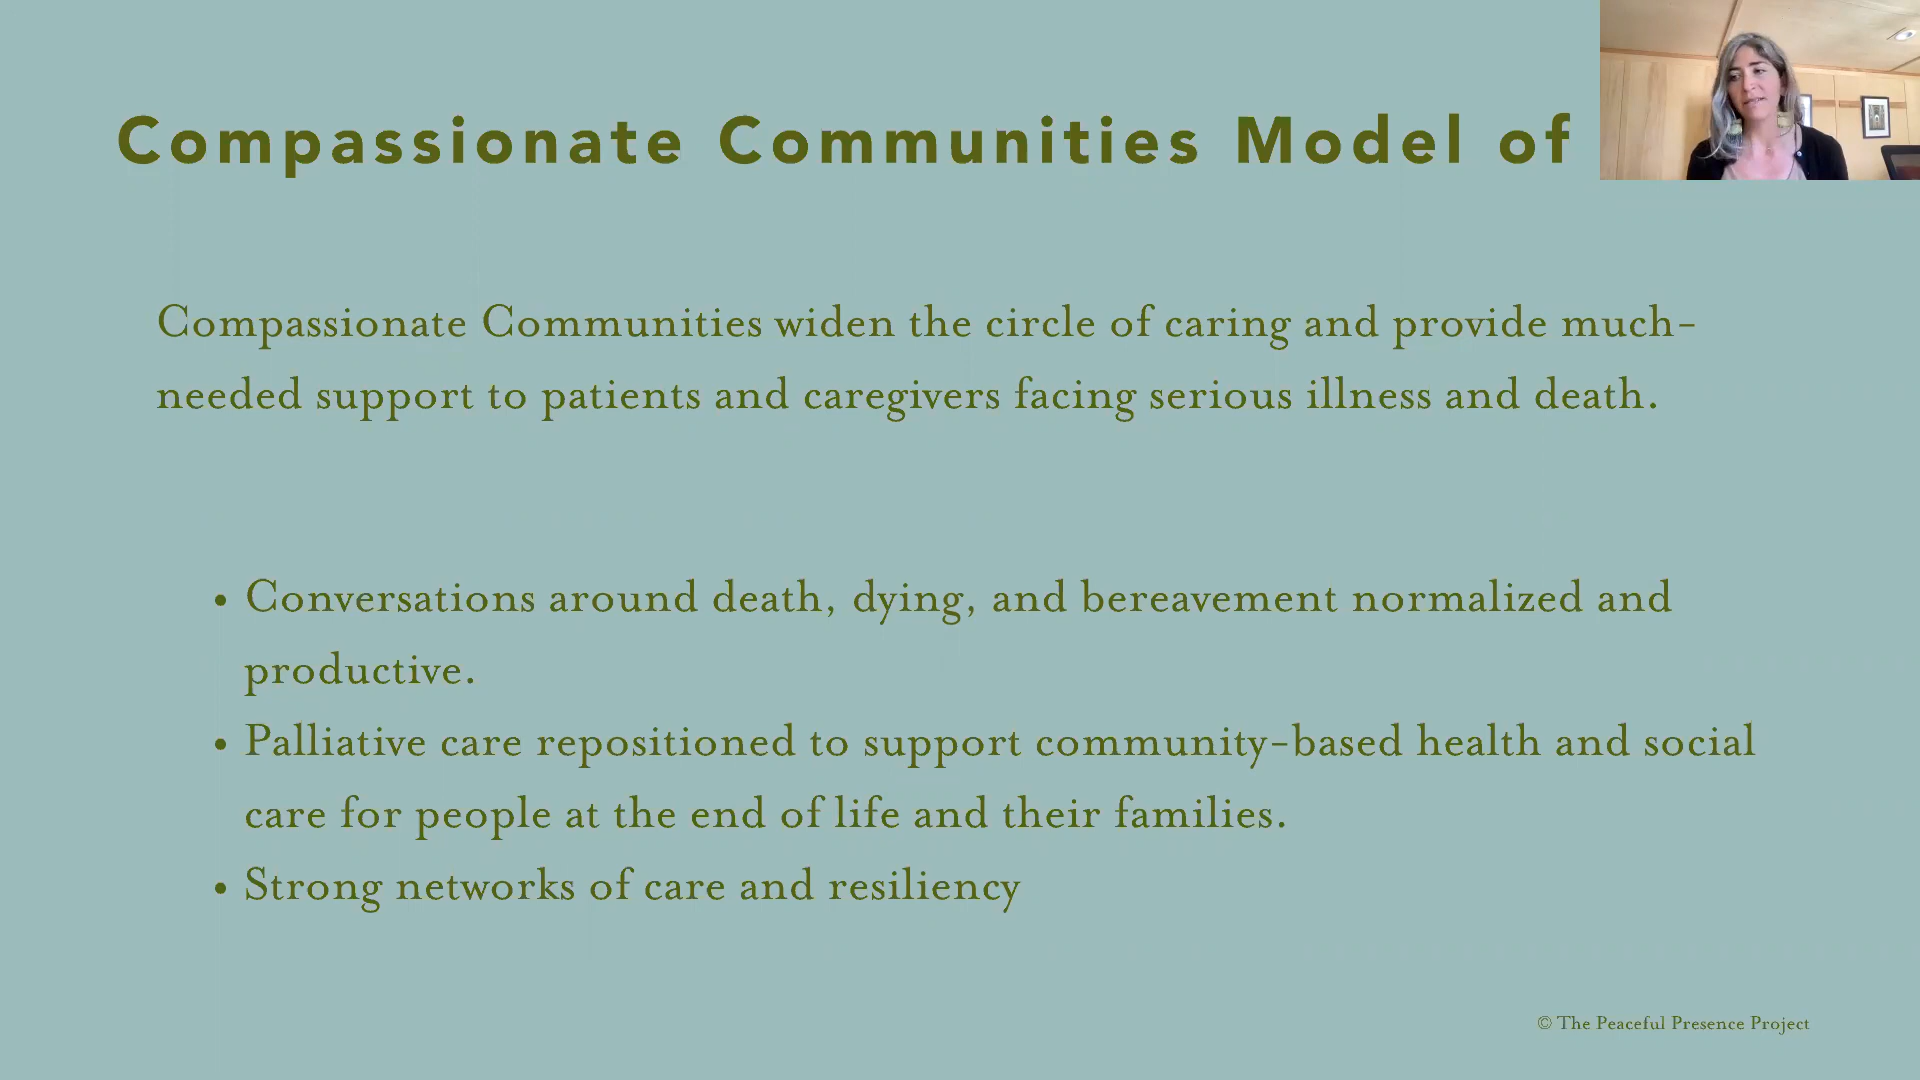 Compassionate Communities Model of
Compassionate Communities widen the circle of caring and provide much-
needed support to patients and caregivers facing serious illness and death.
• Conversations around death, dying, and bereavement normalized and
productive.
• Palliative care repositioned to support community-based health and social
care for people at the end of life and their families.
• Strong networks of care and resiliency
© The Peaceful Presence Project